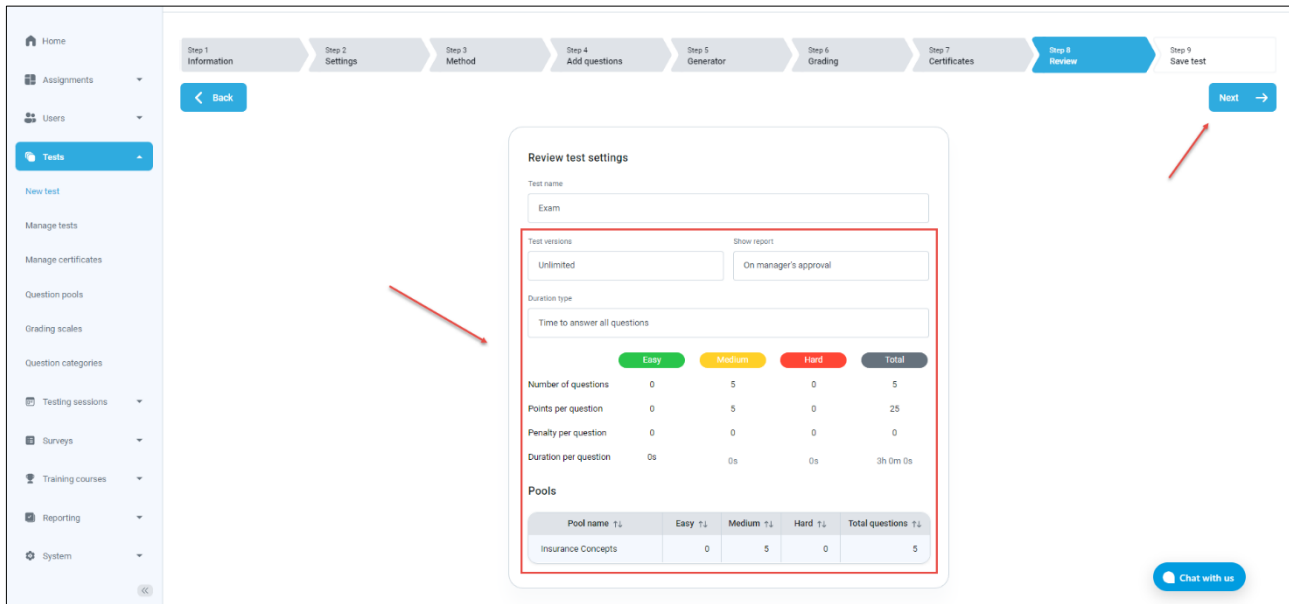 Home
Assignments
Users
Tests
New test
Manage tests
Manage certificates
Question pools
Grading scales
Question categories
Testing sessions
Surveys
Training courses
Reporting
System
Step 1
Information
Step 2
Settings
Step 3
Method
Step 4
Add questions
Step 5
Generator
Step 6
Grading
Step 7
Certificates
Step 8
Review
Step 9
Save test
Back
Next
Review test settings
Test name
Exam
Test versions Show report
Unlimited On manager's approval
Duration type
Time to answer all questions
Easy Medium Hard Total
Number of questions 0 5 0 5
Points per question 0 5 0 25
Penalty per question 0 0 0 0
Duration per question 0s 0s 0s 3h 0m 0s
Pools
Pool name Easy Medium Hard Total questions
Insurance Concepts 0 5 0 5
Chat with us